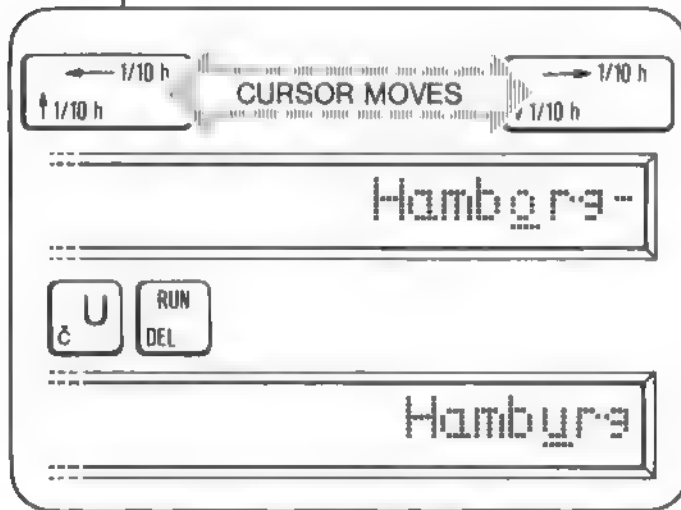 ← 1/10 h CURSOR MOVES → 1/10 h
↑ 1/10 h ↓ 1/10 h
Hamborg-
U RUN
č DEL
Hamburg